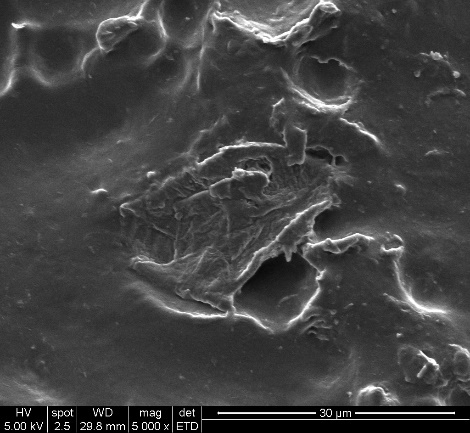 HV spot WD mag det
5.00 kV 2.5 29.8 mm 5 000 x ETD 30 µm